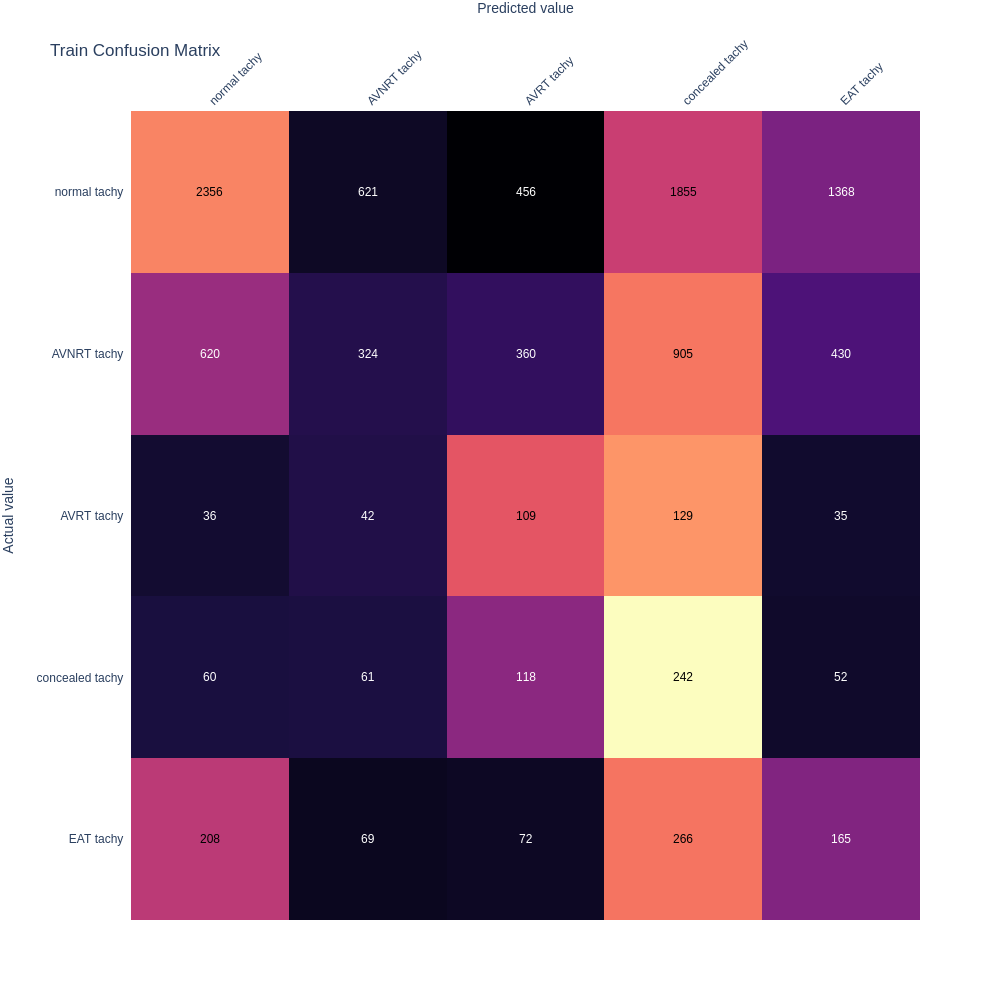 Predicted value
Train Confusion Matrix
normal tachy AVNRT tachy AVRT tachy concealed tachy EAT tachy
normal tachy 2356 621 456 1855 1368
AVNRT tachy 620 324 360 905 430
Actual value
AVRT tachy 36 42 109 129 35
concealed tachy 60 61 118 242 52
EAT tachy 208 69 72 266 165